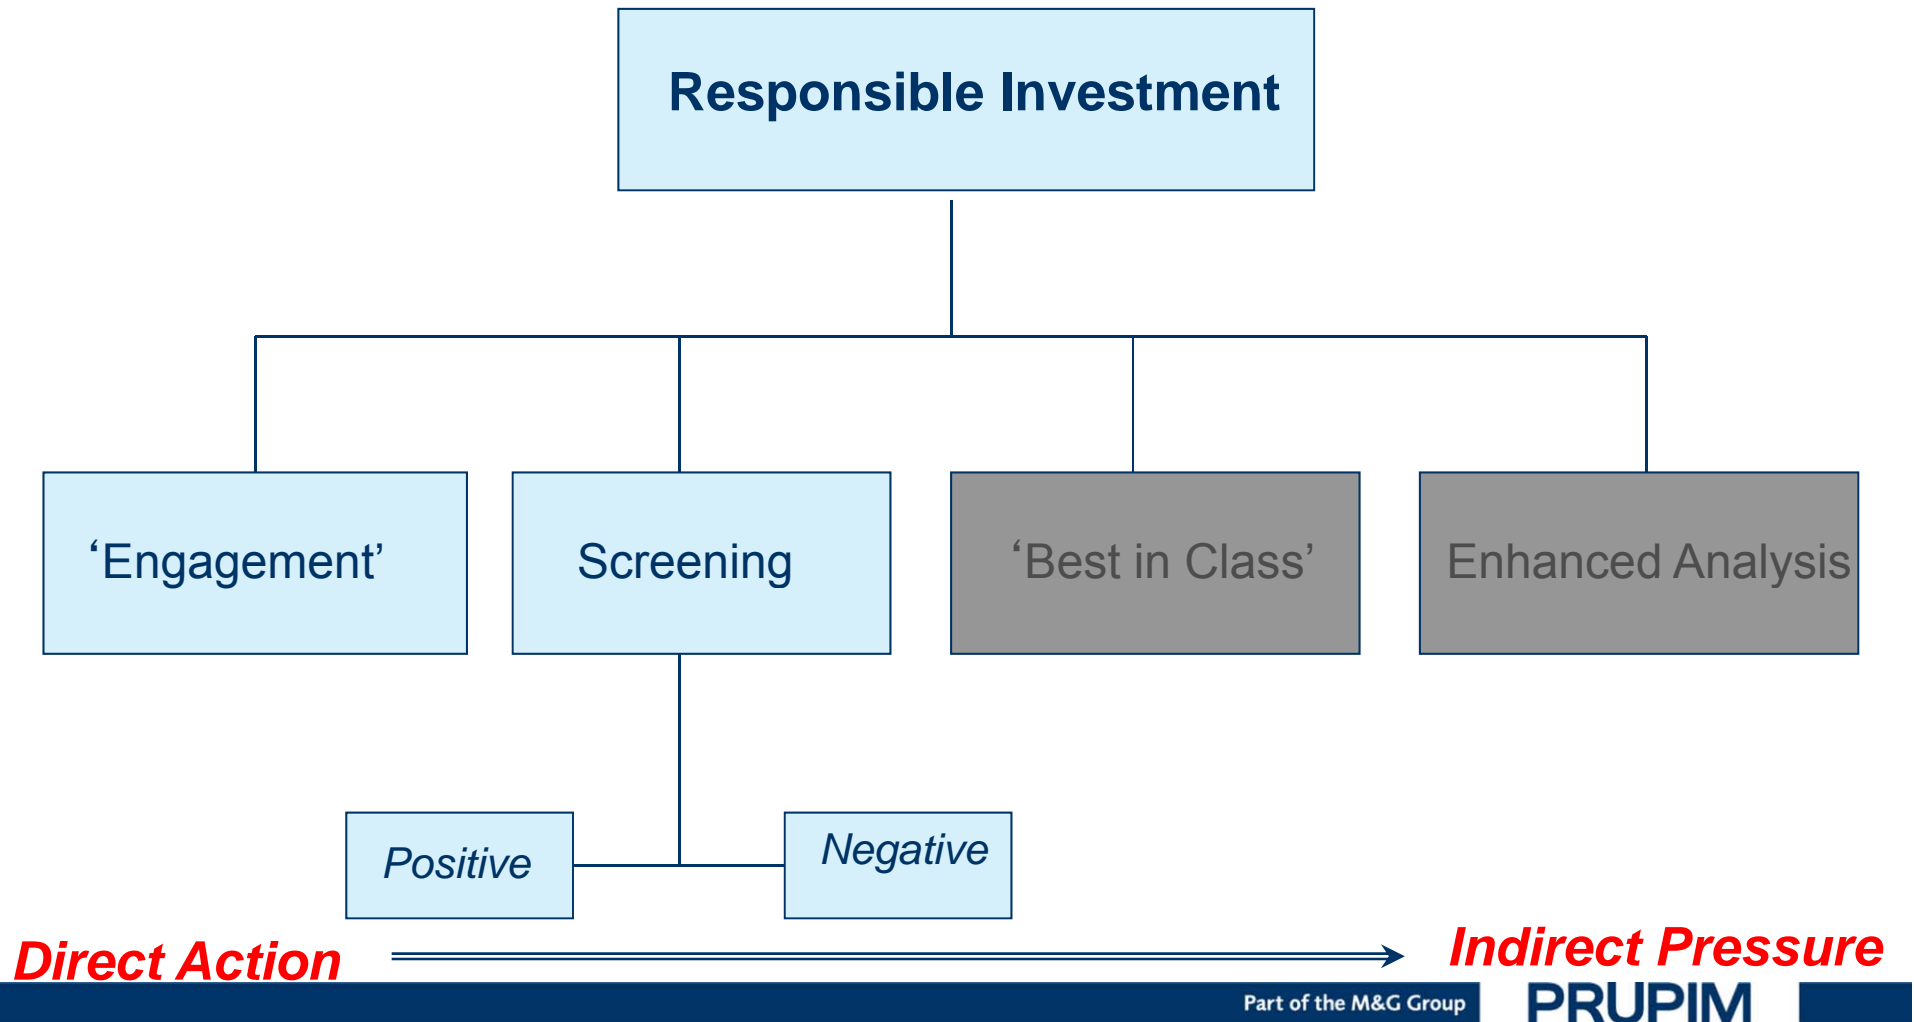 Responsible Investment
‘Engagement’
Screening
‘Best in Class’
Enhanced Analysis
Positive
Negative
Direct Action
Indirect Pressure
Part of the M&G Group
PRUPIM